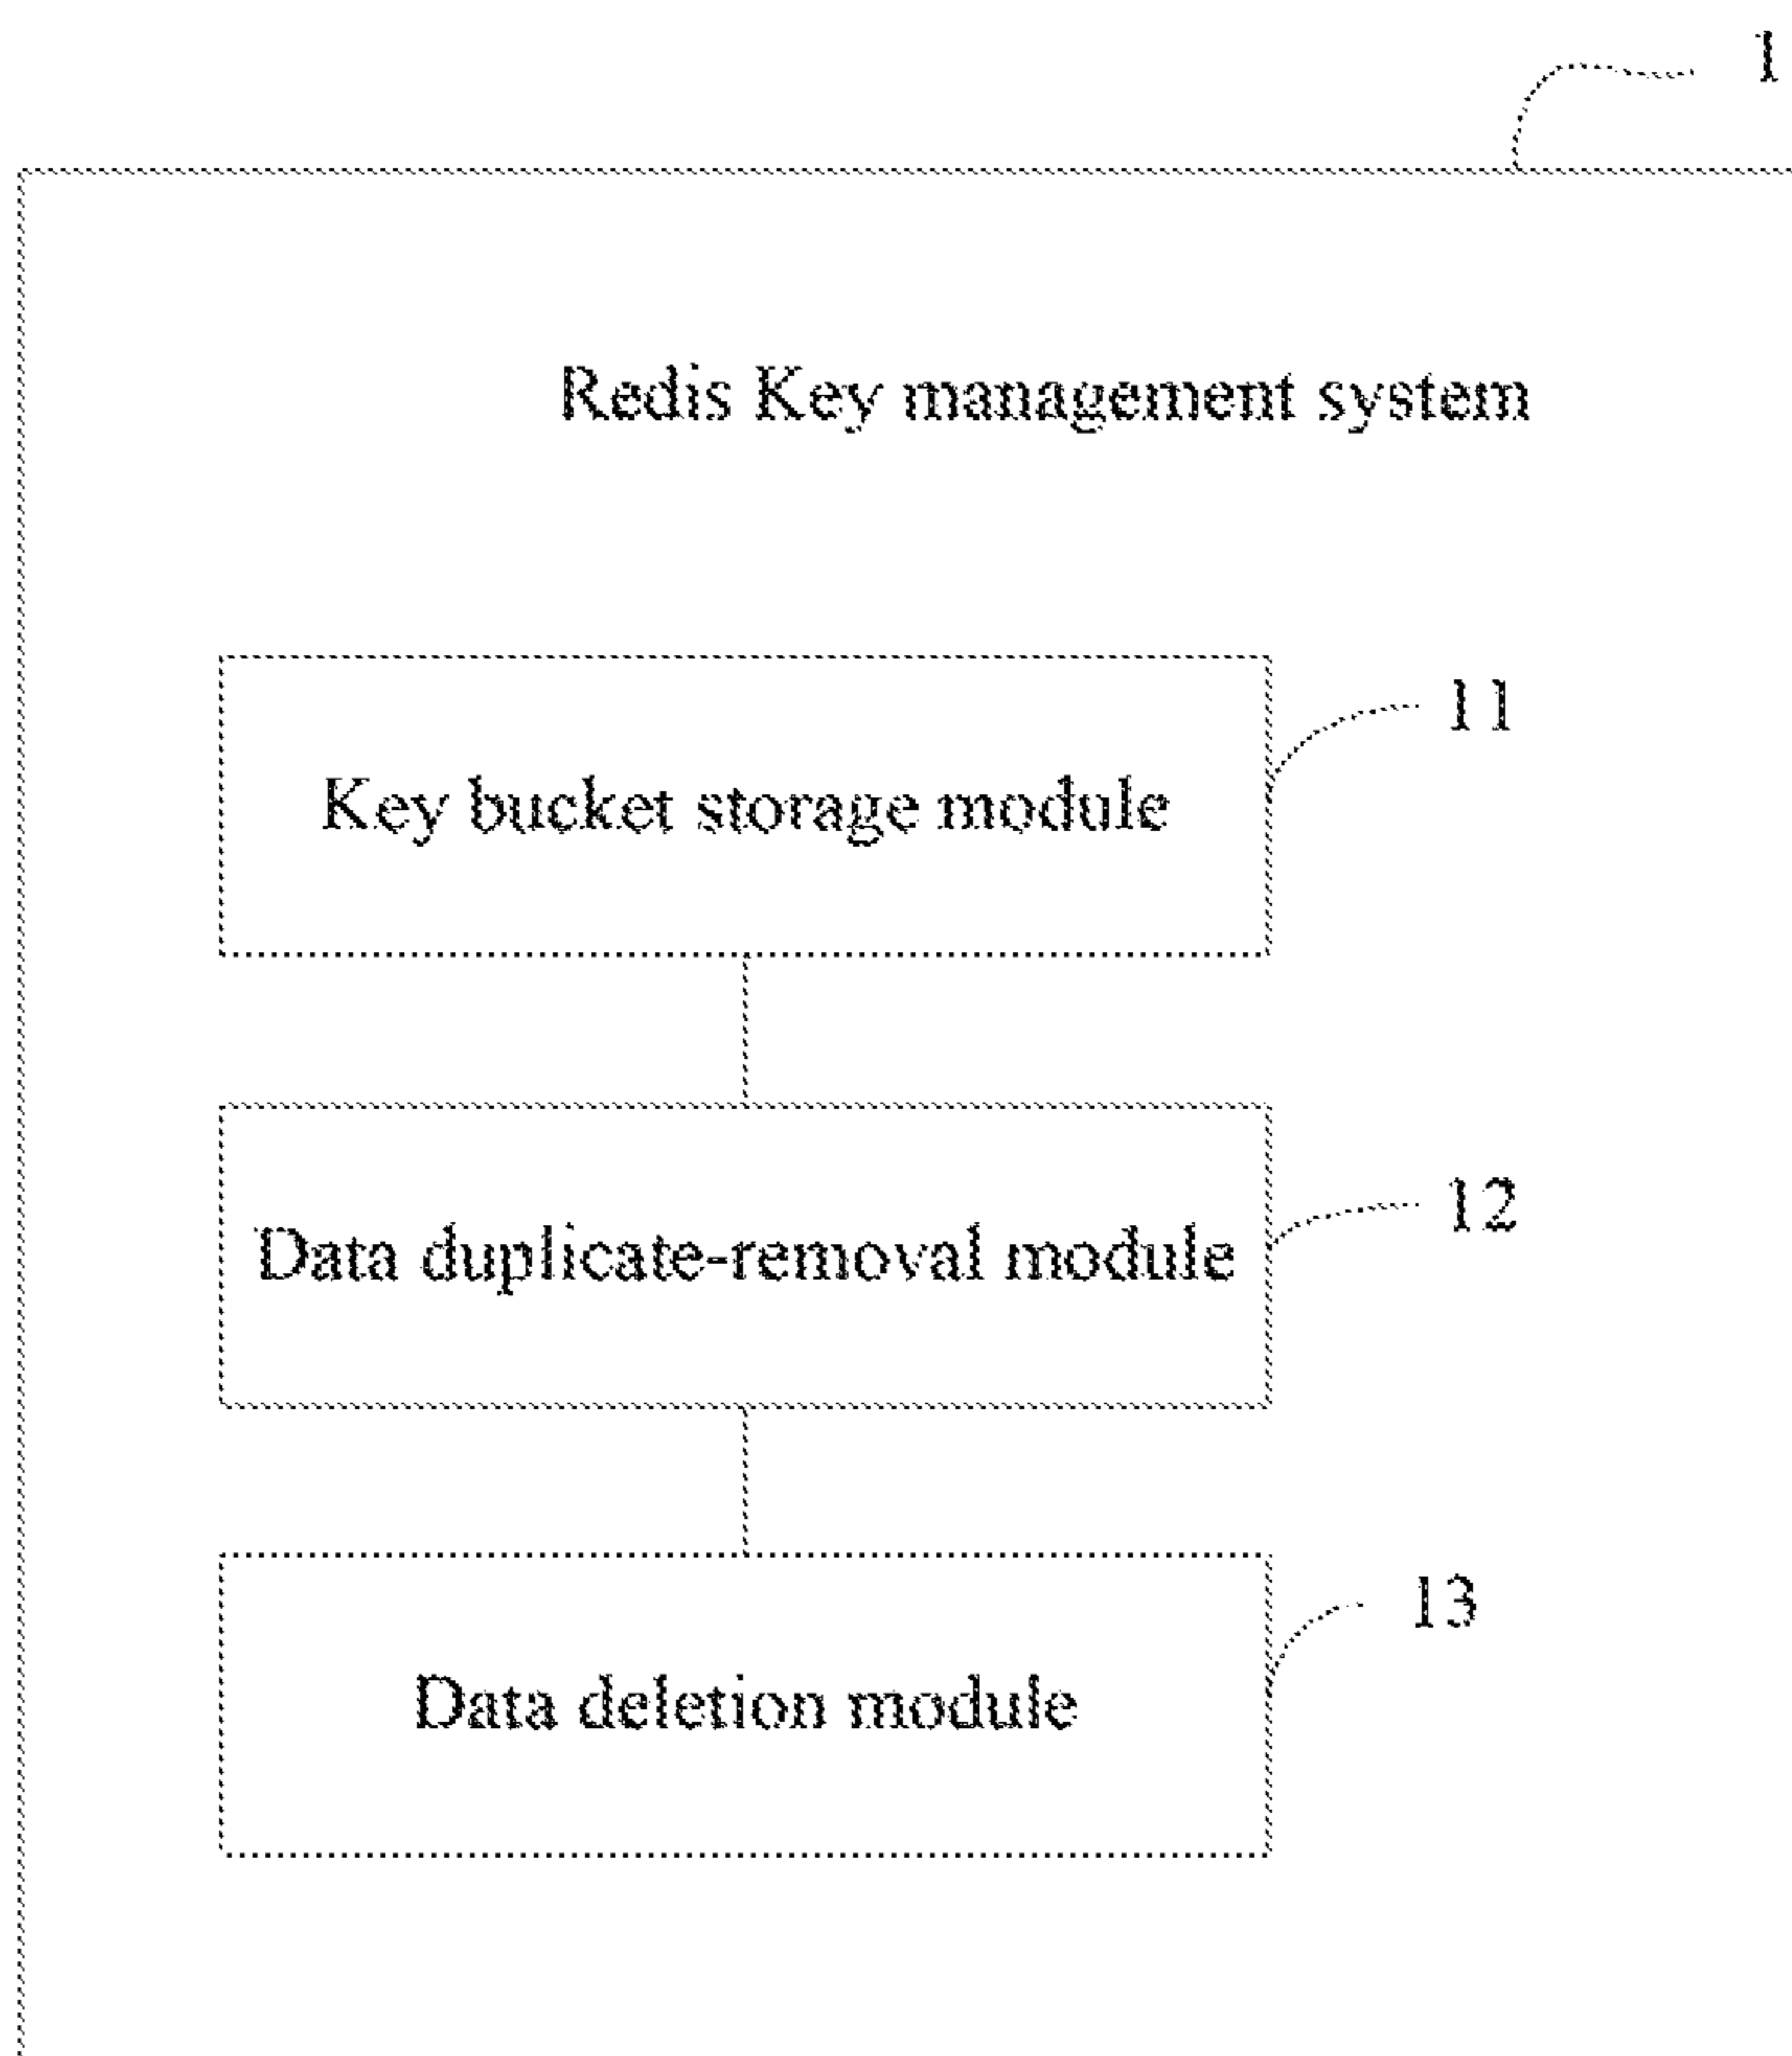 1
Redis Key management system
11
Key bucket storage module
12
Data duplicate-removal module
13
Data deletion module